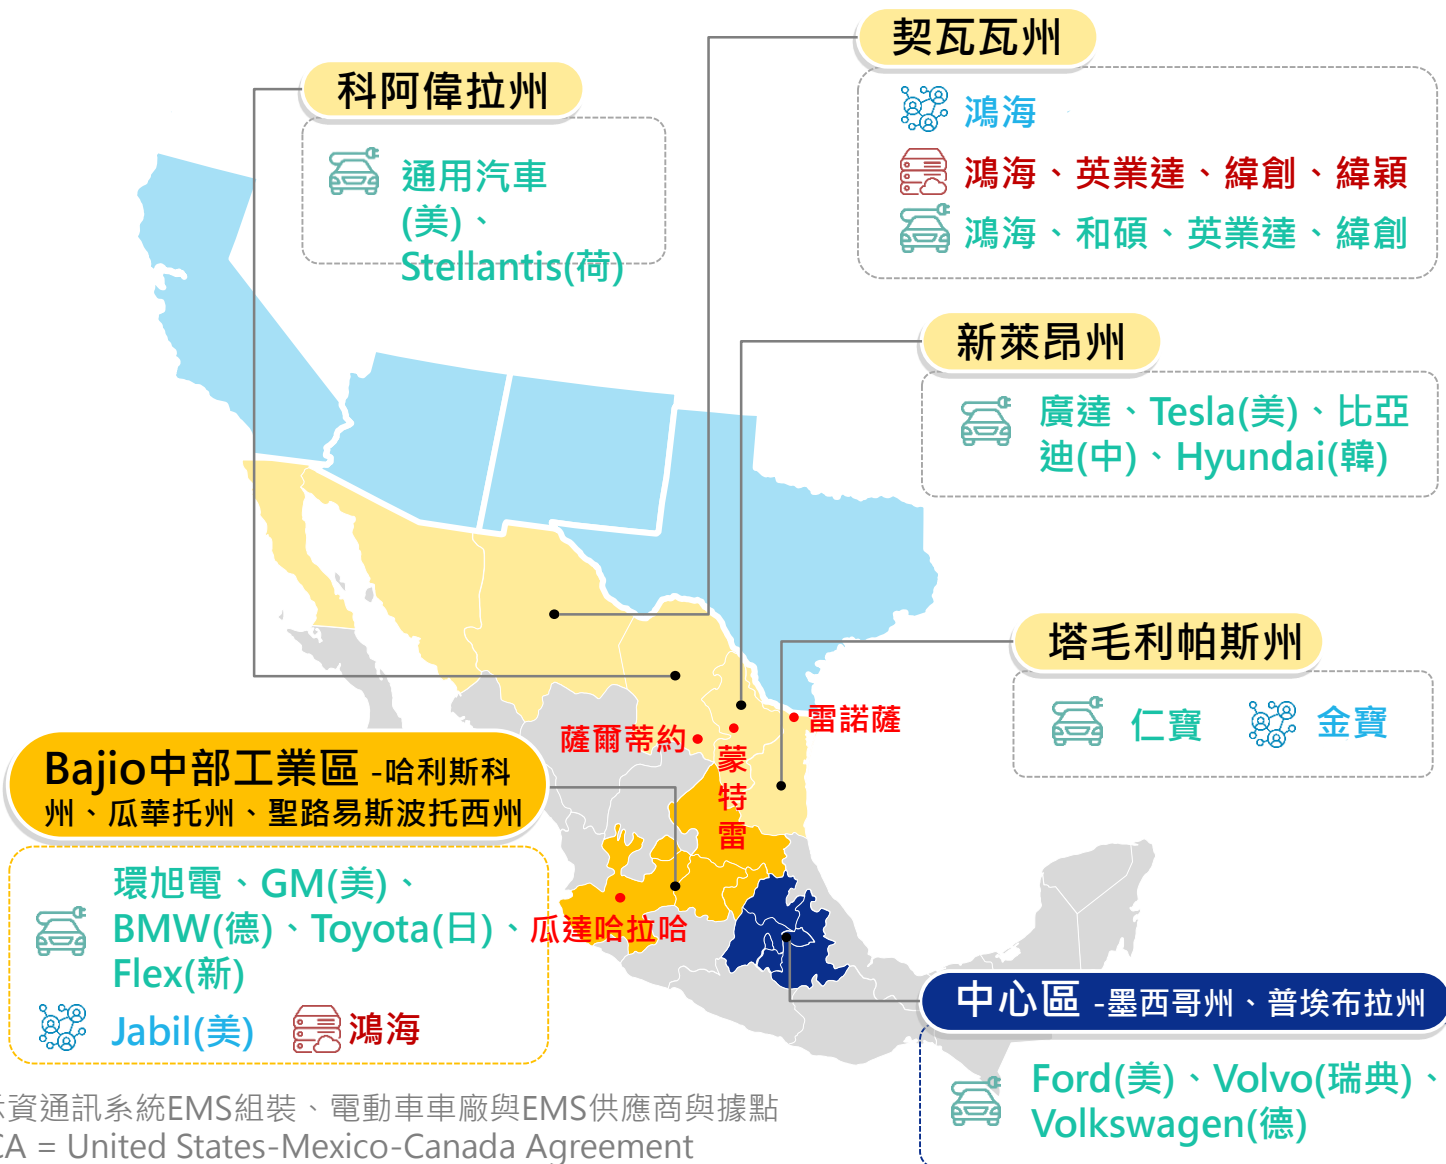 契瓦瓦州
鴻海
鴻海、英業達、緯創、緯穎
鴻海、和碩、英業達、緯創
科阿偉拉州
通用汽車
(美)、
Stellantis(荷)
新萊昂州
廣達、Tesla(美)、比亞
迪(中)、Hyundai(韓)
塔毛利帕斯州
仁寶
金寶
雷諾薩
薩爾蒂約
蒙特雷
Bajio中部工業區 -哈利斯科
州、瓜華托州、聖路易斯波托西州
環旭電、GM(美)、
BMW(德)、Toyota(日)、
Flex(新)
Jabil(美)
鴻海
瓜達哈拉哈
中心區 -墨西哥州、普埃布拉州
Ford(美)、Volvo(瑞典)、
Volkswagen(德)
資通訊系統EMS組裝、電動車車廠與EMS供應商與據點
CA = United States-Mexico-Canada Agreement